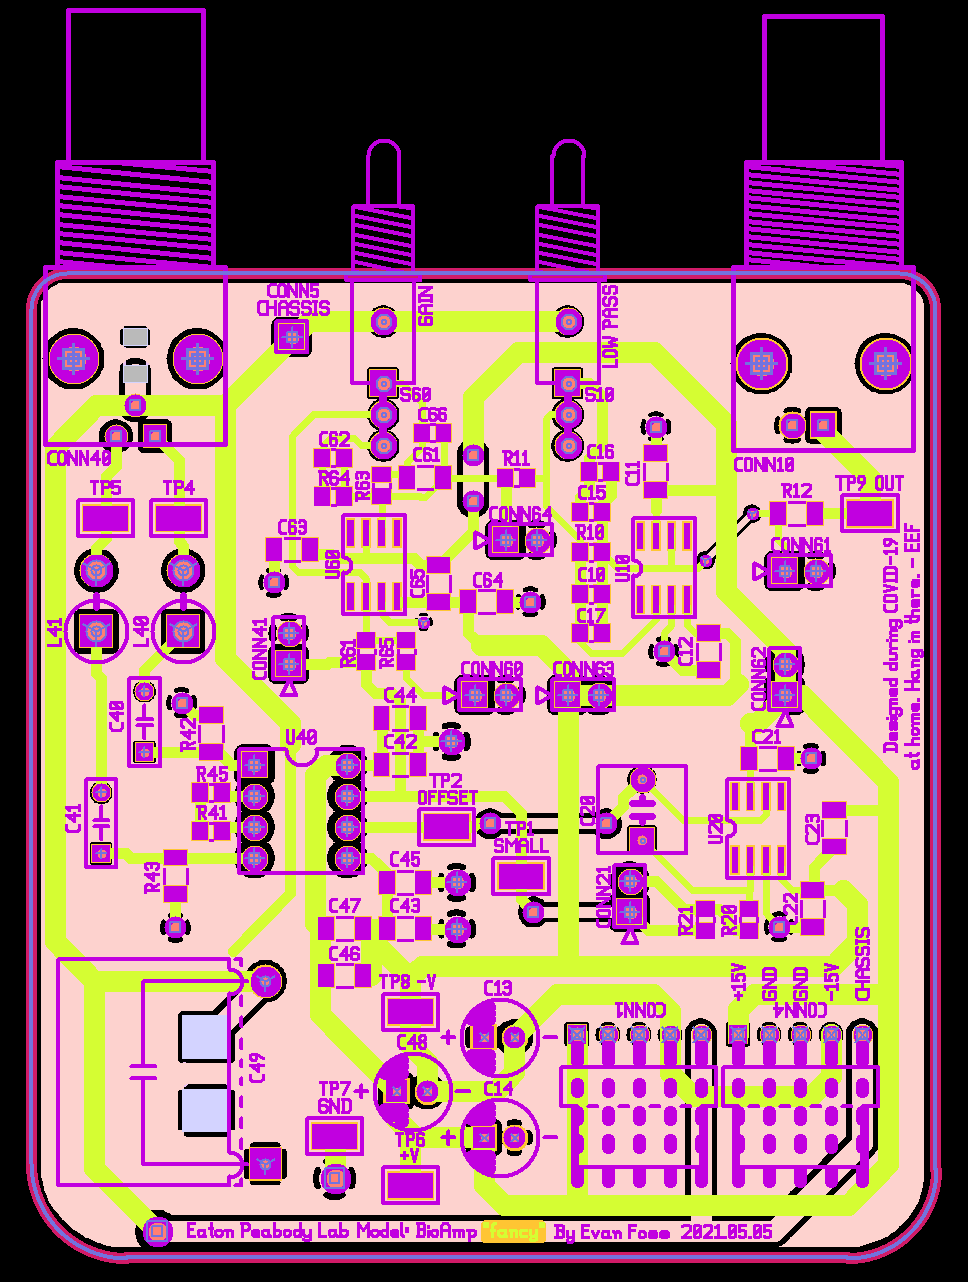 CONN5
CHASSIS
GAIN
LOW PASS
S60
S10
CONN40
CONN10
C66
C62
C61
R64
R63
R11
C16
C11
TP5
TP4
C15
R12
TP9 OUT
CONN64
R10
C63
U60
U10
CONN61
C65
C64
C10
C17
L41
L40
CONN41
R61
R65
C12
CONN60
CONN63
CONN62
Designed during COVID-19
at home. Hang in there. - EEF
C40
R42
C44
U40
C42
C21
R45
TP2
OFFSET
C41
R41
C20
TP1
SMALL
U20
C23
R43
C45
CONN21
C47
C43
R21
R20
C22
C46
TP8 -V
C13
+15V
GND
GND
-15V
CHASSIS
CONN1
CONN4
C48
C49
C14
TP7
GND
TP6
+V
Eaton Peabody Lab Model: BioAmp "fancy" By Evan Foss 2021.05.05